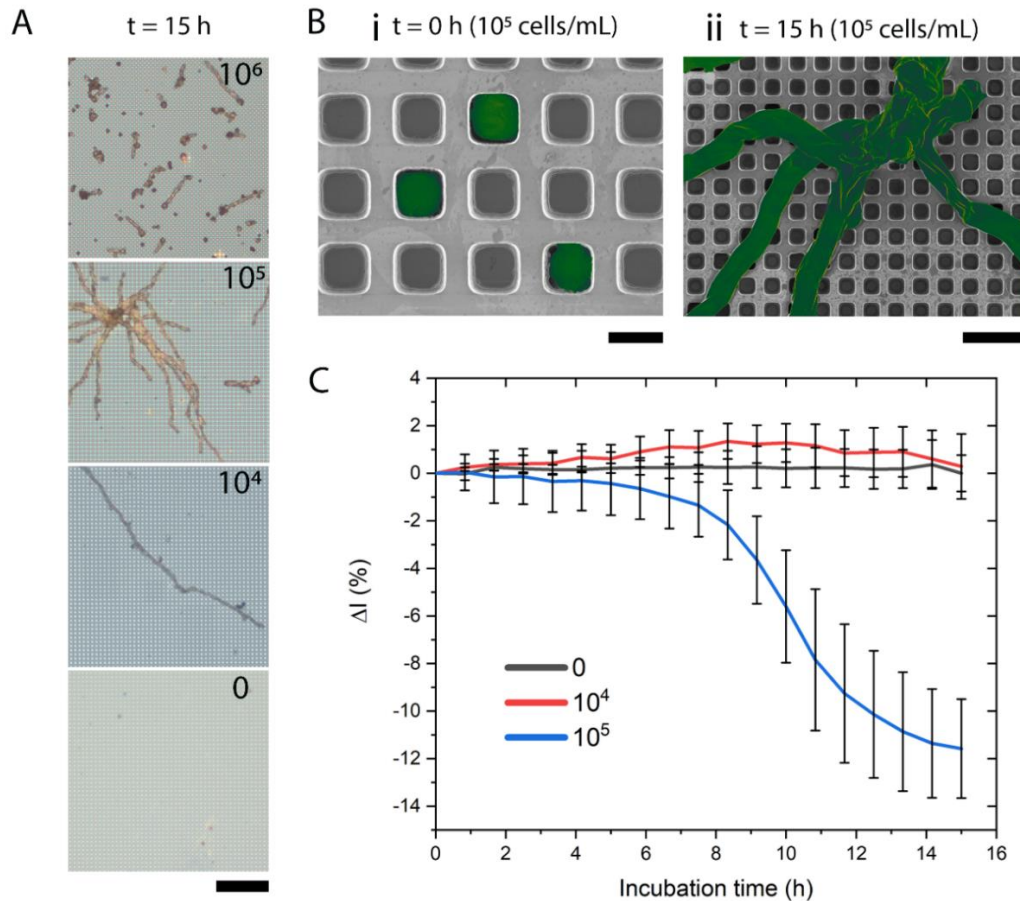 A
t = 15 h
10⁶
10⁵
10⁴
0
B
i t = 0 h (10⁵ cells/mL)
ii t = 15 h (10⁵ cells/mL)
C
4
2
0
-2
-4
-6
-8
-10
-12
-14
ΔI (%)
0
10⁴
10⁵
0 2 4 6 8 10 12 14 16
Incubation time (h)